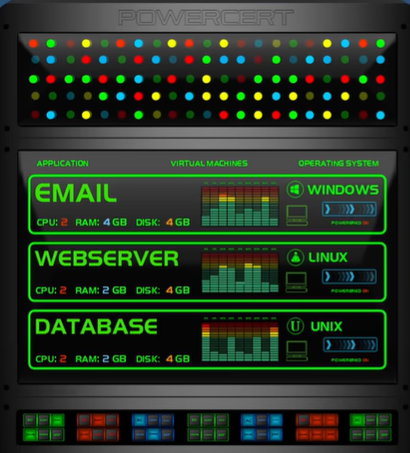 POWERCERT
APPLICATION VIRTUAL MACHINES OPERATING SYSTEM
EMAIL WINDOWS
CPU: 2 RAM: 4 GB DISK: 4 GB
WEBSERVER LINUX
CPU: 2 RAM: 2 GB DISK: 4 GB
DATABASE U UNIX
CPU: 2 RAM: 2 GB DISK: 4 GB